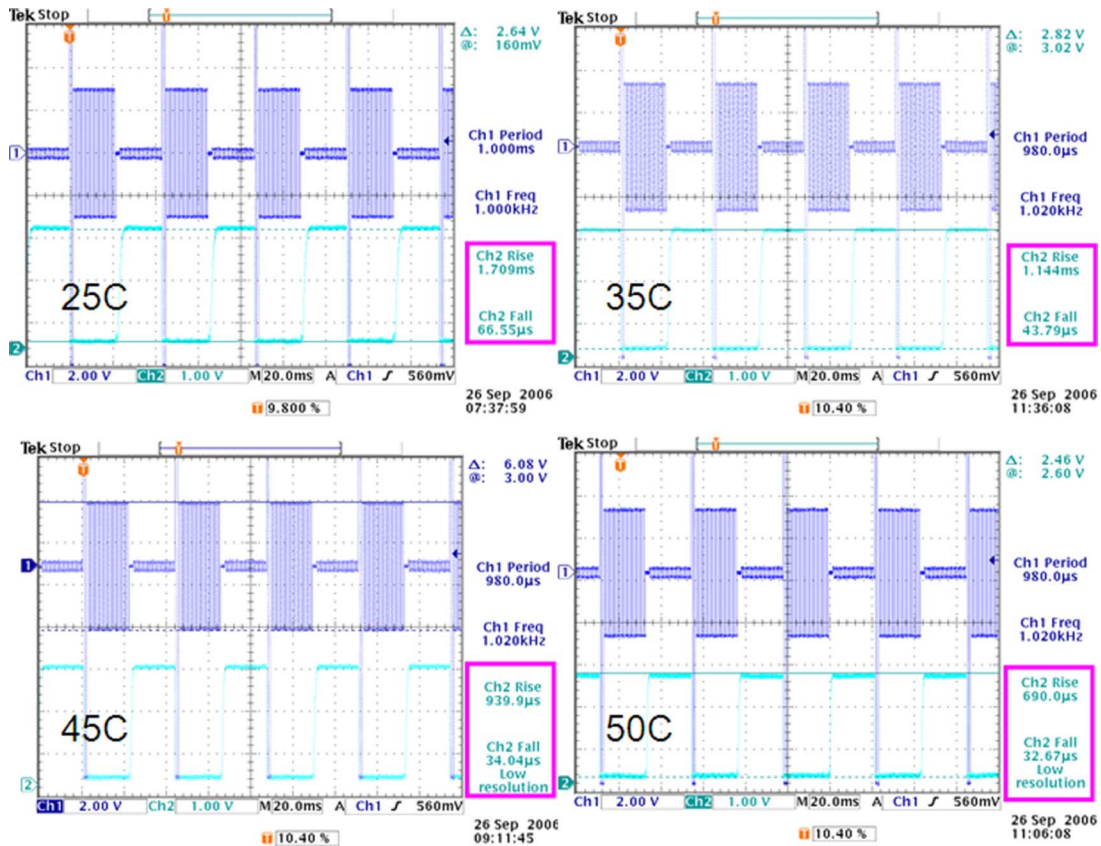 Tek Stop
Δ: 2.64 V
@: 160mV
Ch1 Period
1.000ms
Ch1 Freq
1.000kHz
Ch2 Rise
1.709ms
Ch2 Fall
66.55µs
25C
1
2
Ch1 2.00 V Ch2 1.00 V M 20.0ms A Ch1 ƒ 560mV
T 9.800 %
26 Sep 2006
07:37:59
Tek Stop
Δ: 2.82 V
@: 3.02 V
Ch1 Period
980.0µs
Ch1 Freq
1.020kHz
Ch2 Rise
1.144ms
Ch2 Fall
43.79µs
35C
1
2
Ch1 2.00 V Ch2 1.00 V M 20.0ms A Ch1 ƒ 560mV
T 10.40 %
26 Sep 2006
11:36:08
Tek Stop
Δ: 6.08 V
@: 3.00 V
Ch1 Period
980.0µs
Ch1 Freq
1.020kHz
Ch2 Rise
939.9µs
Ch2 Fall
34.04µs
Low
resolution
45C
1
2
Ch1 2.00 V Ch2 1.00 V M 20.0ms A Ch1 ƒ 560mV
T 10.40 %
26 Sep 2006
09:11:45
Tek Stop
Δ: 2.46 V
@: 2.60 V
Ch1 Period
980.0µs
Ch1 Freq
1.020kHz
Ch2 Rise
690.0µs
Ch2 Fall
32.67µs
Low
resolution
50C
1
2
Ch1 2.00 V Ch2 1.00 V M 20.0ms A Ch1 ƒ 560mV
T 10.40 %
26 Sep 2006
11:06:08